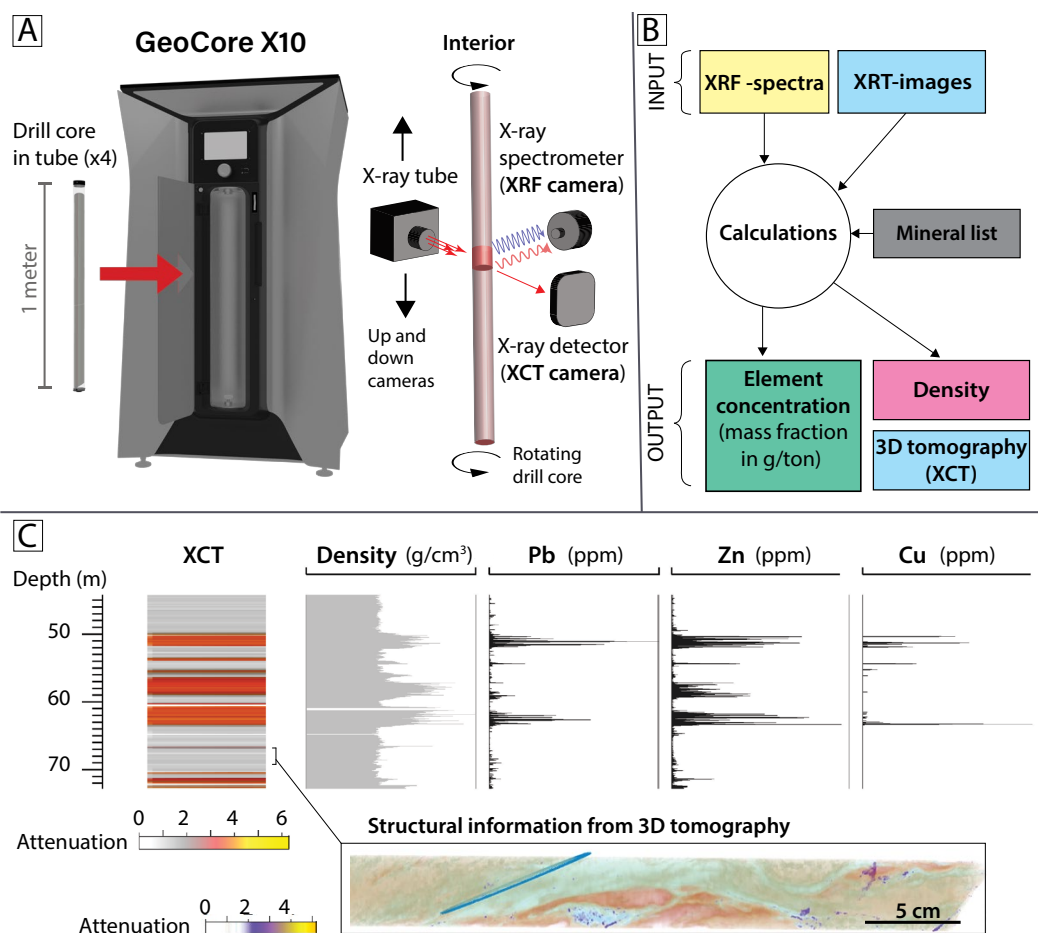 A
GeoCore X10
Drill core
in tube (x4)
1 meter
Interior
X-ray tube
Up and
down
cameras
X-ray
spectrometer
(XRF camera)
X-ray detector
(XCT camera)
Rotating
drill core
B
INPUT
XRF -spectra
XRT-images
Calculations
Mineral list
OUTPUT
Element
concentration
(mass fraction
in g/ton)
Density
3D tomography
(XCT)
C
XCT
Density (g/cm³)
Pb (ppm)
Zn (ppm)
Cu (ppm)
Depth (m)
50
60
70
0 2 4 6
Attenuation
Structural information from 3D tomography
5 cm
0 2 4
Attenuation